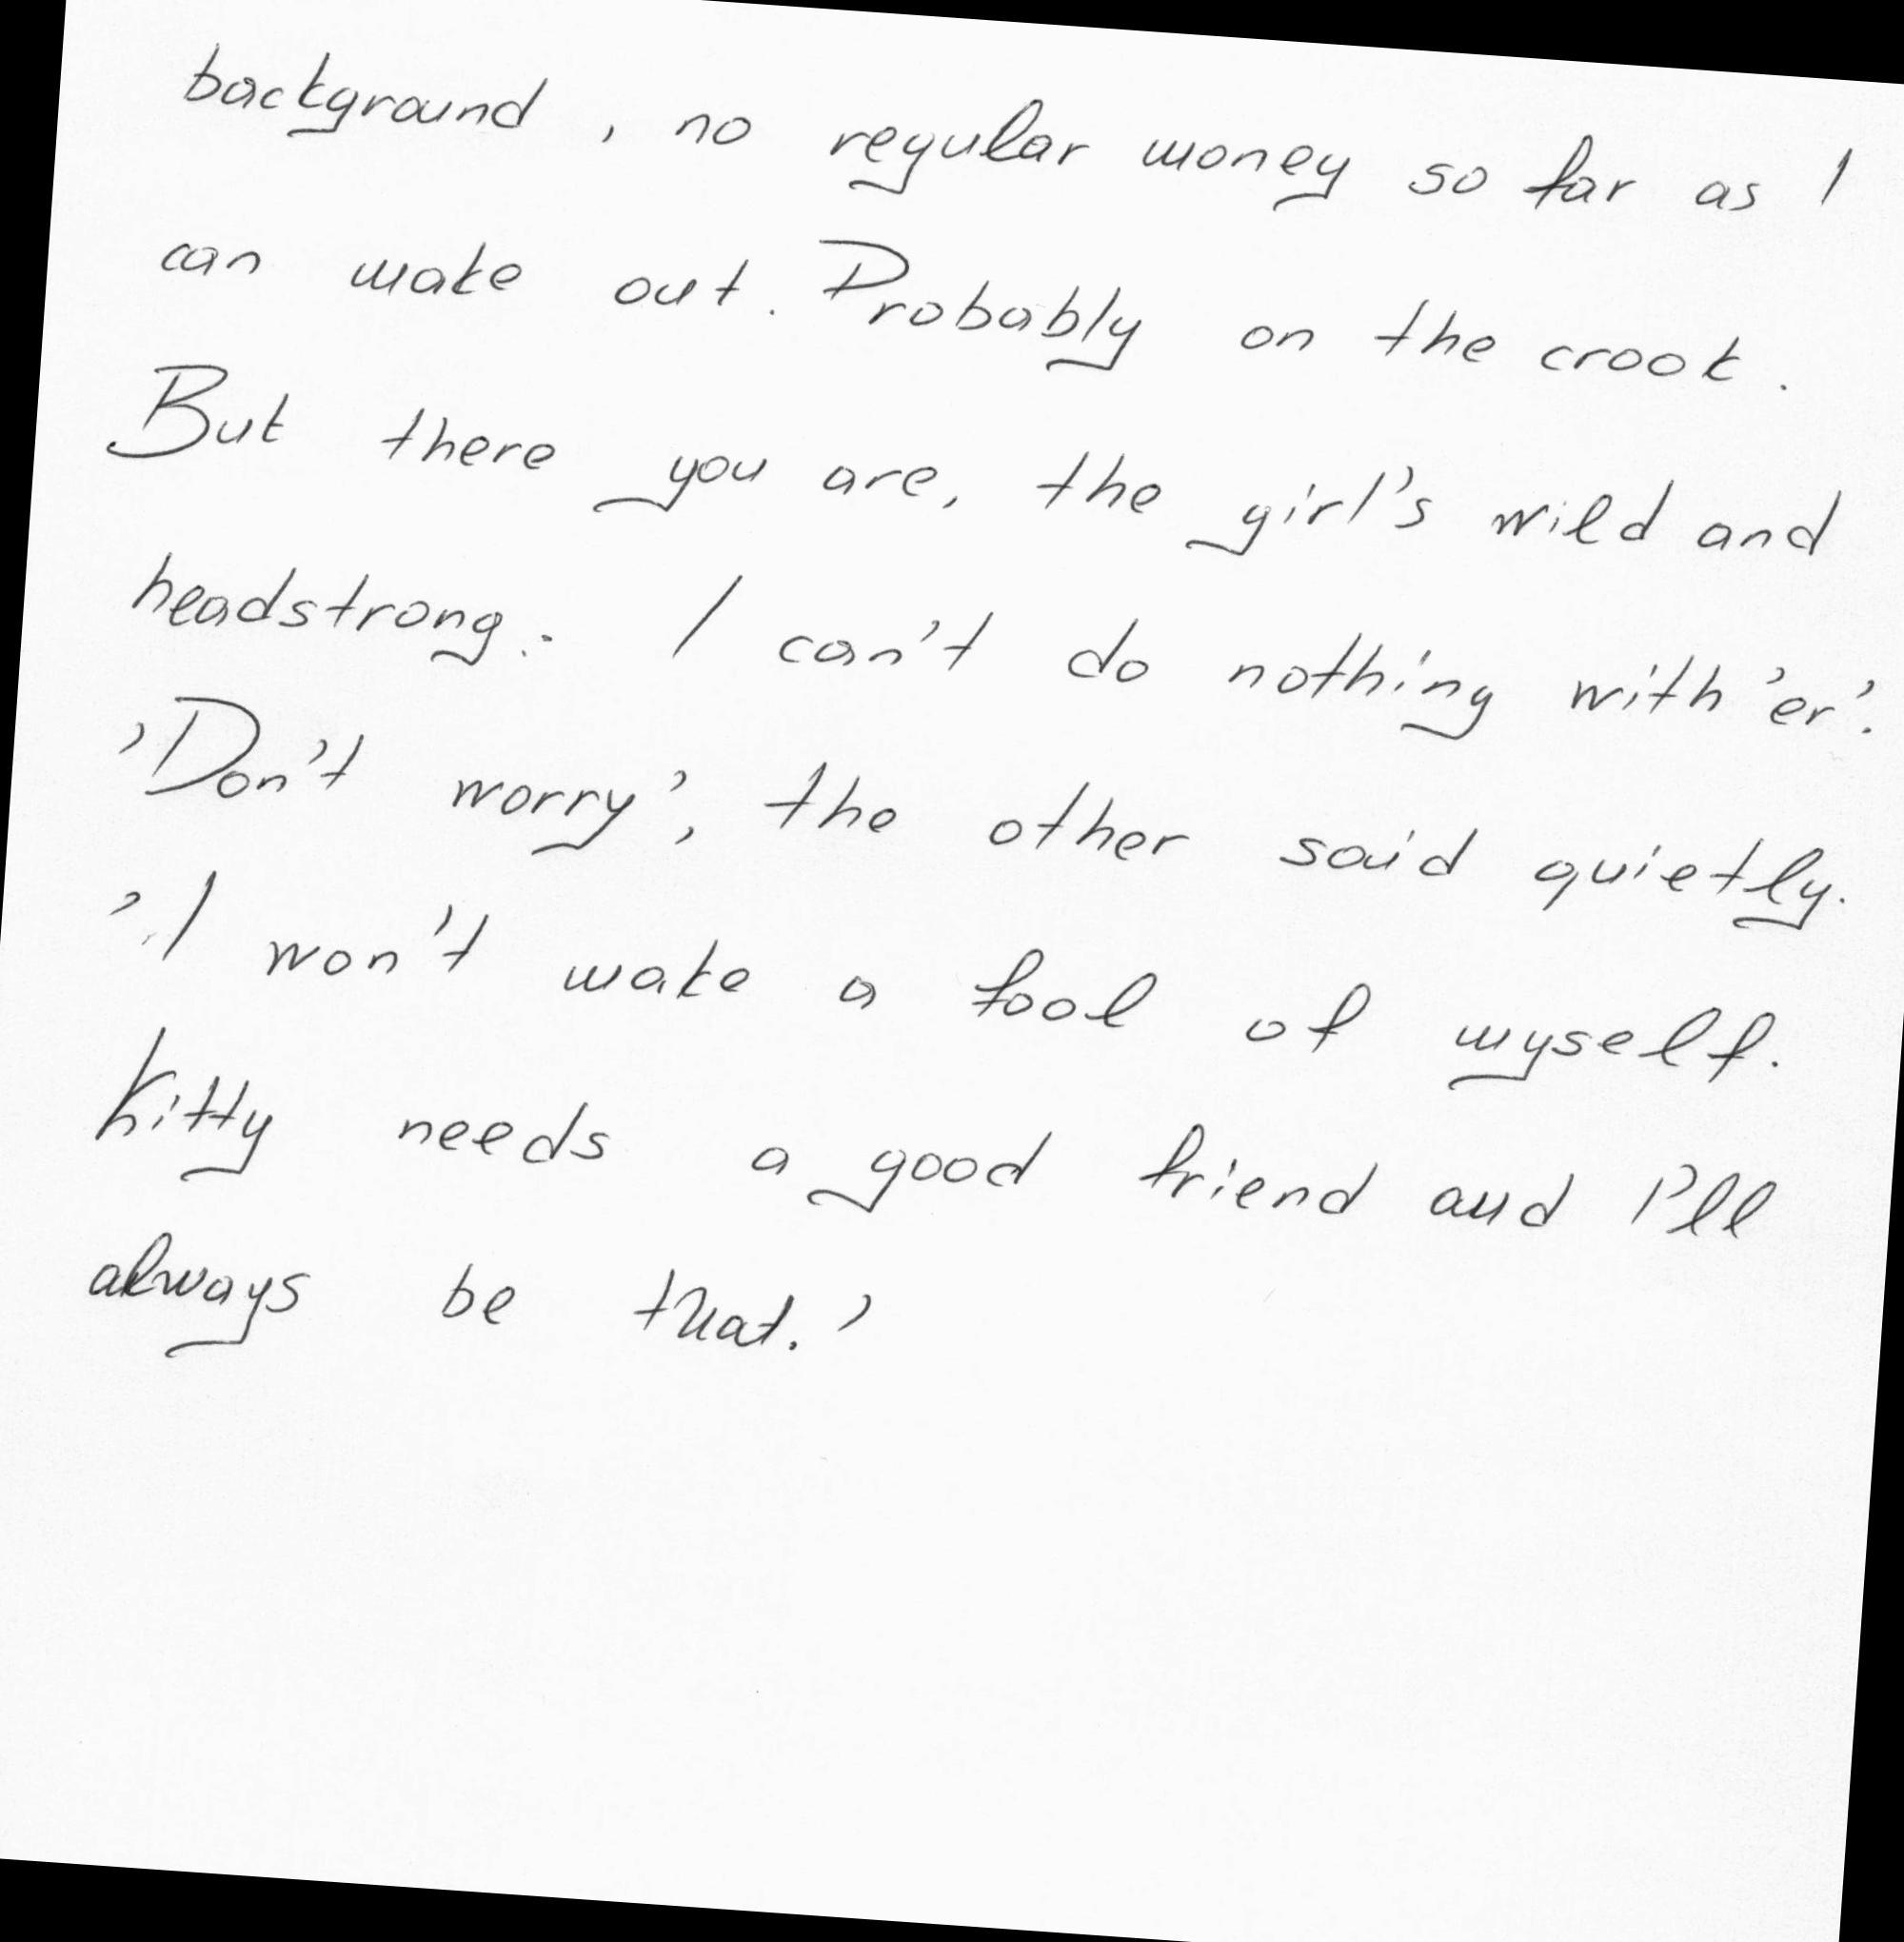 background, no regular money so far as I
can make out. Probably on the crook.
But there you are, the girl's wild and
headstrong. I can't do nothing with 'er'.
'Don't worry', the other said quietly.
'I won't make a fool of myself.
Kitty needs a good friend and I'll
always be that.'